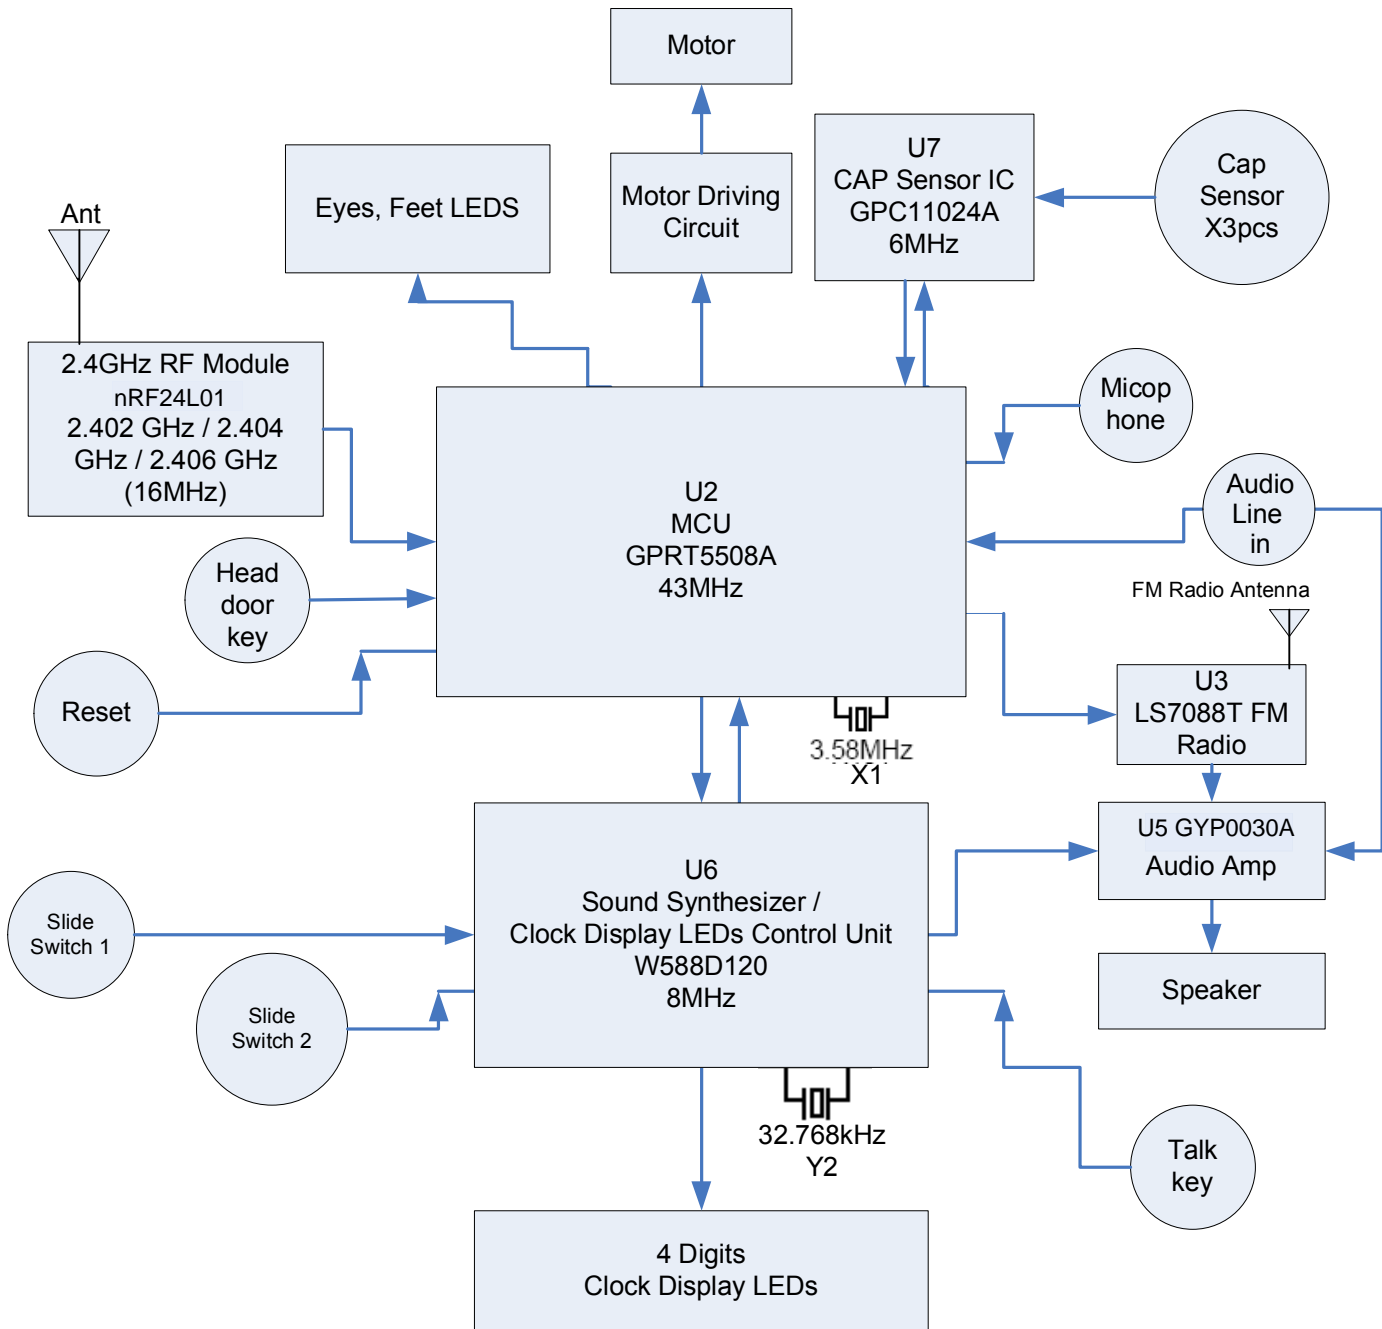 Motor
Eyes, Feet LEDS
Motor Driving
Circuit
U7
CAP Sensor IC
GPC11024A
6MHz
Cap
Sensor
X3pcs
Ant
2.4GHz RF Module
nRF24L01
2.402 GHz / 2.404
GHz / 2.406 GHz
(16MHz)
Micop
hone
U2
MCU
GPRT5508A
43MHz
Audio
Line
in
Head
door
key
FM Radio Antenna
Reset
U3
LS7088T FM
Radio
3.58MHz
X1
U5 GYP0030A
Audio Amp
U6
Sound Synthesizer /
Clock Display LEDs Control Unit
W588D120
8MHz
Slide
Switch 1
Slide
Switch 2
Speaker
32.768kHz
Y2
Talk
key
4 Digits
Clock Display LEDs